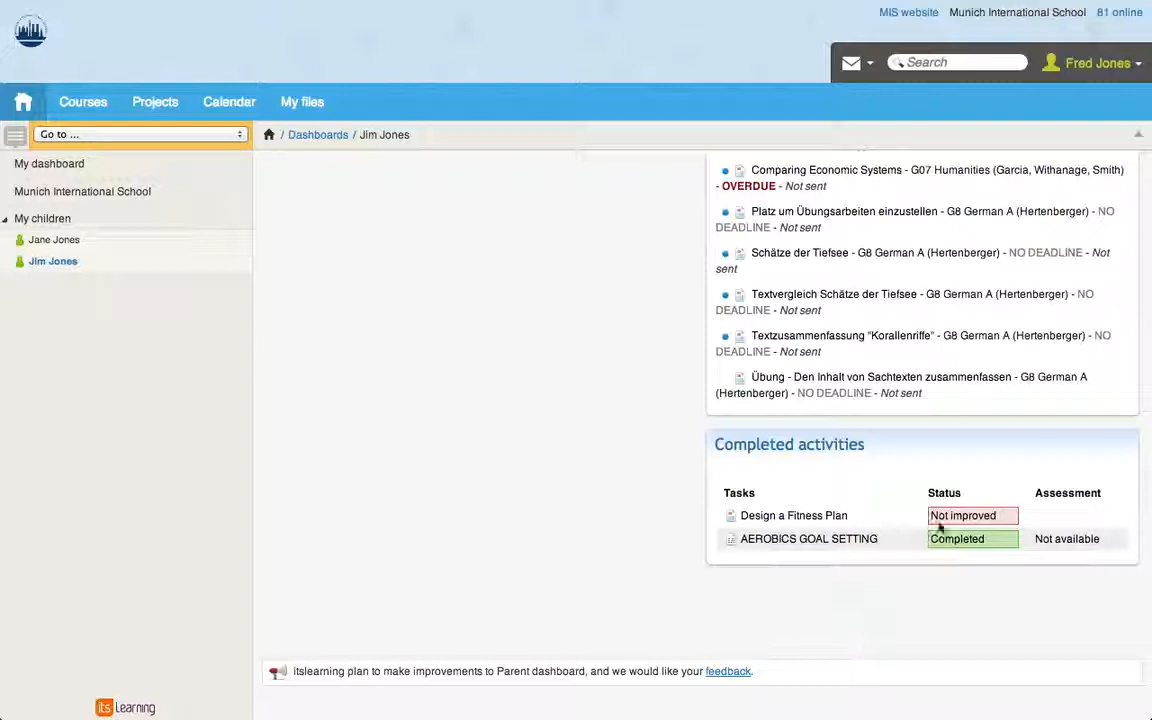 MIS website Munich International School 81 online
Search
Fred Jones
Courses Projects Calendar My files
Go to ...
/ Dashboards / Jim Jones
My dashboard
Munich International School
My children
Jane Jones
Jim Jones
Comparing Economic Systems - G07 Humanities (Garcia, Withanage, Smith)
- OVERDUE - Not sent
Platz um Übungsarbeiten einzustellen - G8 German A (Hertenberger) - NO
DEADLINE - Not sent
Schätze der Tiefsee - G8 German A (Hertenberger) - NO DEADLINE - Not
sent
Textvergleich Schätze der Tiefsee - G8 German A (Hertenberger) - NO
DEADLINE - Not sent
Textzusammenfassung "Korallenriffe" - G8 German A (Hertenberger) - NO
DEADLINE - Not sent
Übung - Den Inhalt von Sachtexten zusammenfassen - G8 German A
(Hertenberger) - NO DEADLINE - Not sent
Completed activities
Tasks Status Assessment
Design a Fitness Plan Not improved
AEROBICS GOAL SETTING Completed Not available
itslearning plan to make improvements to Parent dashboard, and we would like your feedback.
its Learning